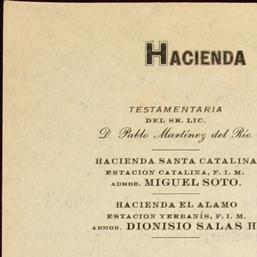 HACIENDA
TESTAMENTARIA
DEL SR. LIC.
D. Pablo Martínez del Río.
HACIENDA SANTA CATALINA
ESTACION CATALINA, F. I. M.
ADMOR. MIGUEL SOTO.
HACIENDA EL ALAMO
ESTACION YERBANÍS, F. I. M.
ADMOR. DIONISIO SALAS H